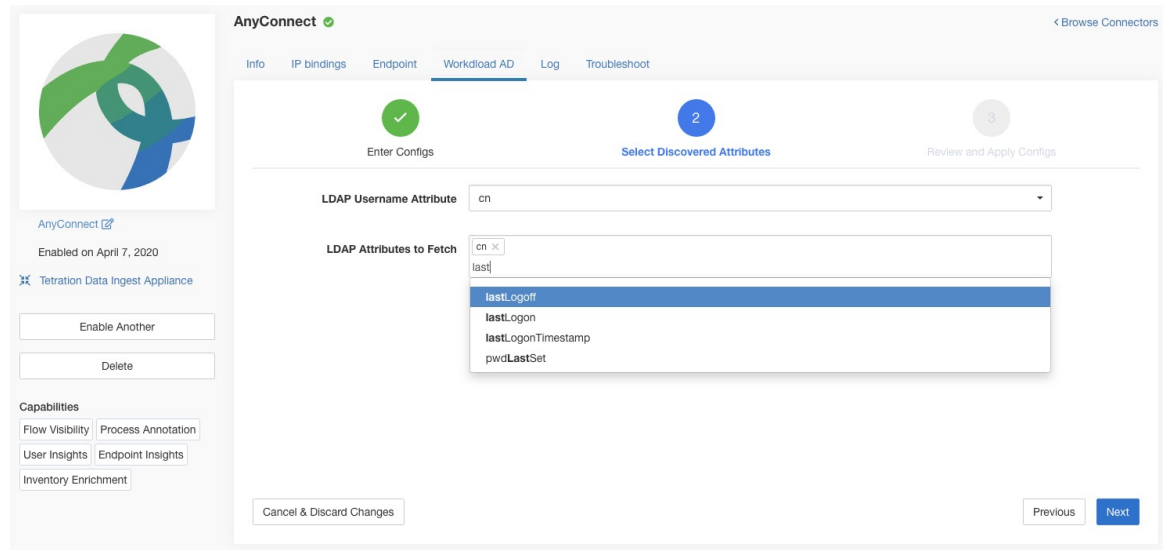 AnyConnect
< Browse Connectors
Info IP bindings Endpoint Workdload AD Log Troubleshoot
2
3
Enter Configs
Select Discovered Attributes
Review and Apply Configs
LDAP Username Attribute
cn
LDAP Attributes to Fetch
cn ×
last
lastLogoff
lastLogon
lastLogonTimestamp
pwdLastSet
AnyConnect
Enabled on April 7, 2020
Tetration Data Ingest Appliance
Enable Another
Delete
Capabilities
Flow Visibility Process Annotation
User Insights Endpoint Insights
Inventory Enrichment
Cancel & Discard Changes
Previous Next